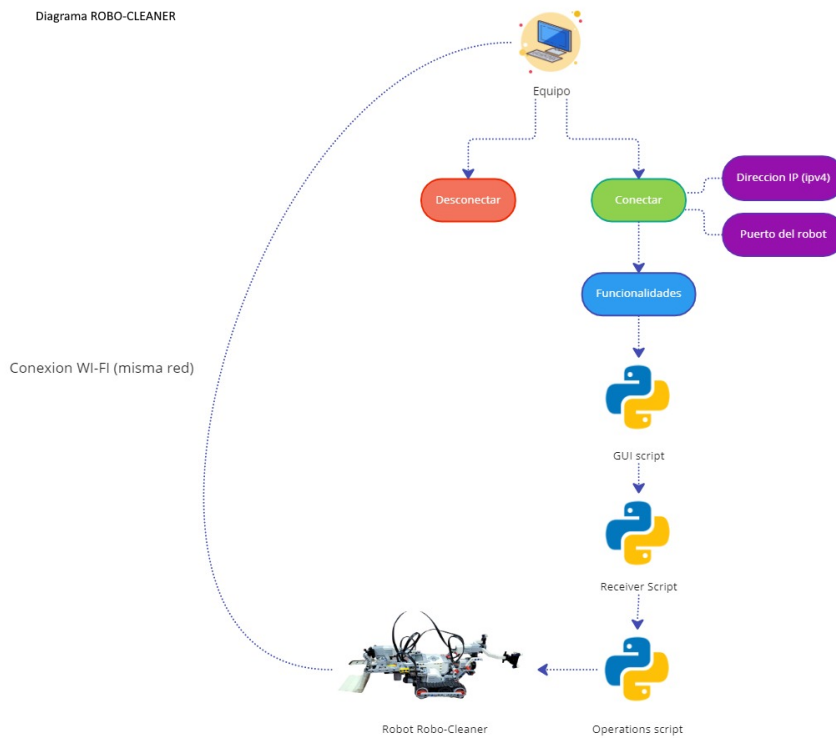 Diagrama ROBO-CLEANER
Equipo
Desconectar
Conectar
Direccion IP (ipv4)
Puerto del robot
Funcionalidades
Conexion WI-FI (misma red)
GUI script
Receiver Script
Robot Robo-Cleaner
Operations script